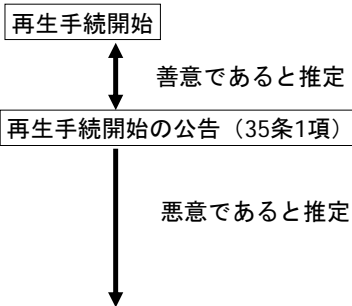 再生手続開始
善意であると推定
再生手続開始の公告（35条1項）
悪意であると推定